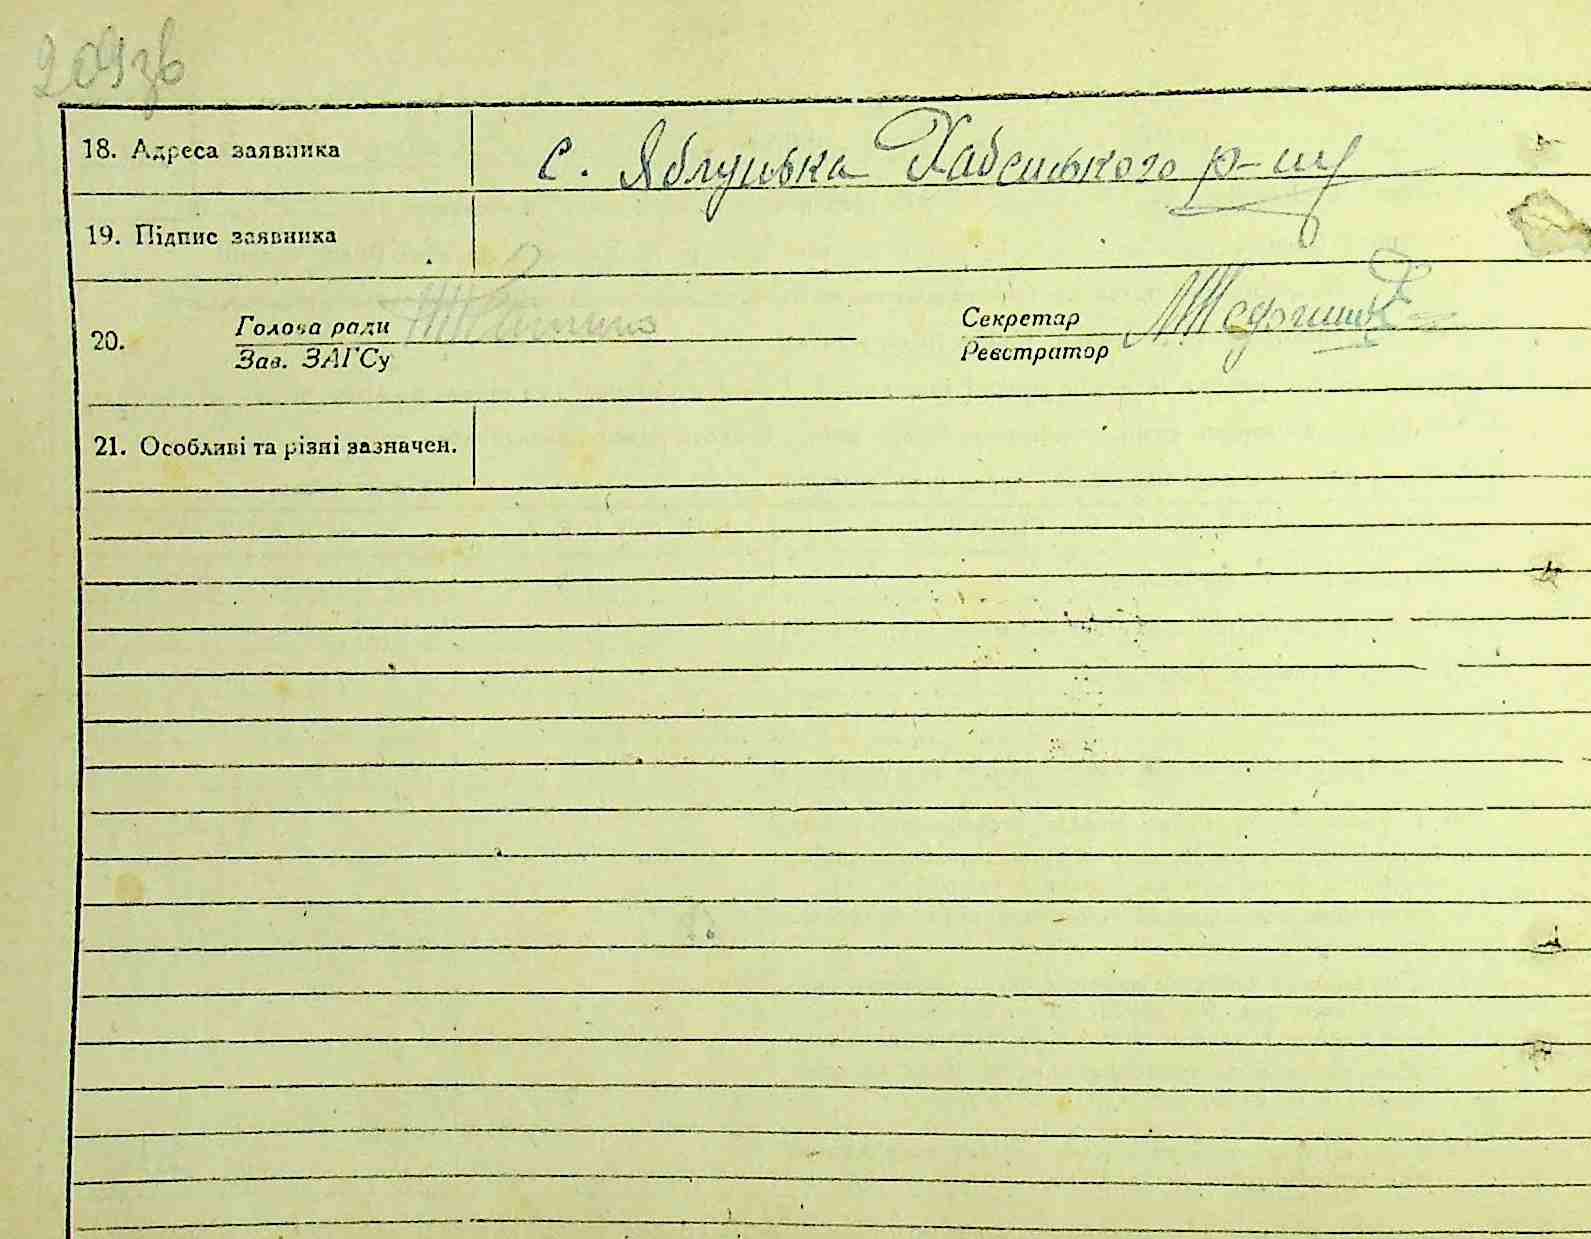 209зв
18. Адреса заявника с. Яблунька Хабенського р-ну
19. Підпис заявника
20. Голова ради
Зав. ЗАГСу
Секретар
Реєстратор
21. Особливі та різні зазначен.